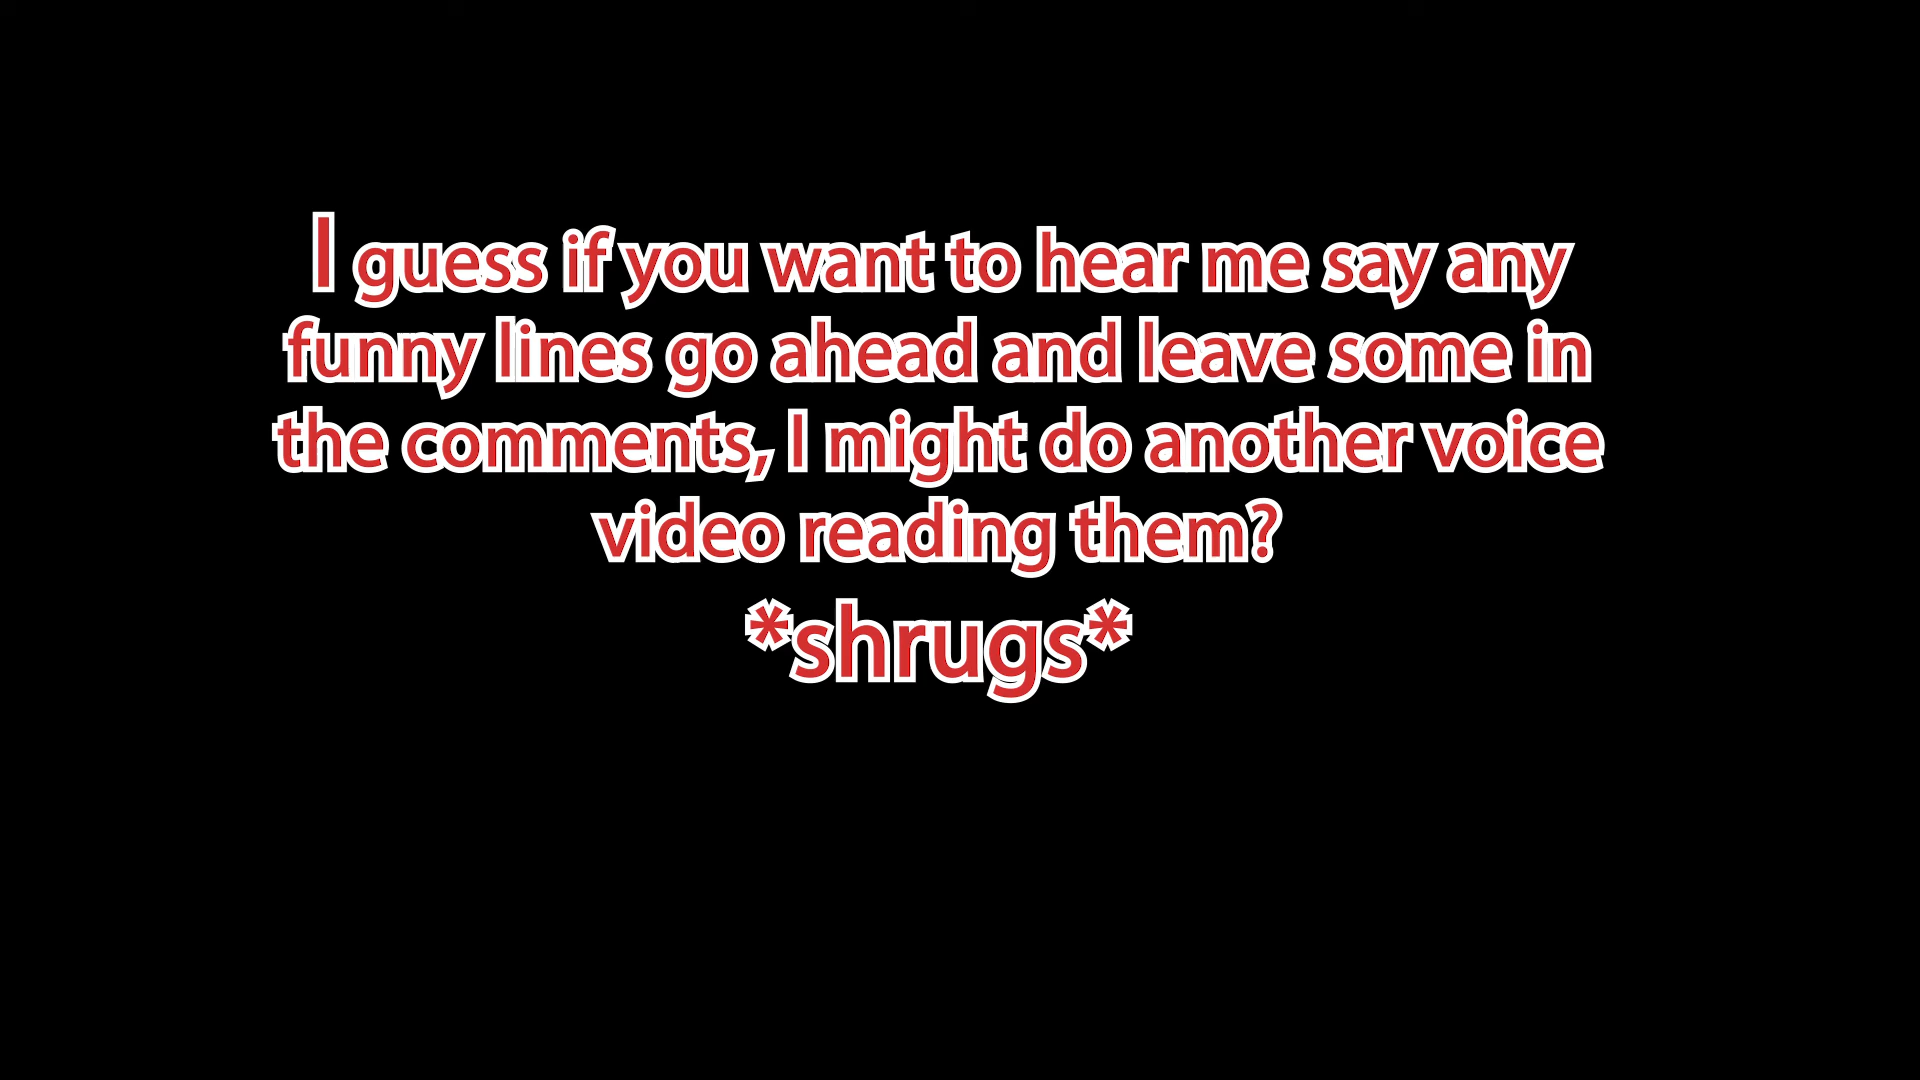 I guess if you want to hear me say any
funny lines go ahead and leave some in
the comments, I might do another voice
video reading them?
*shrugs*